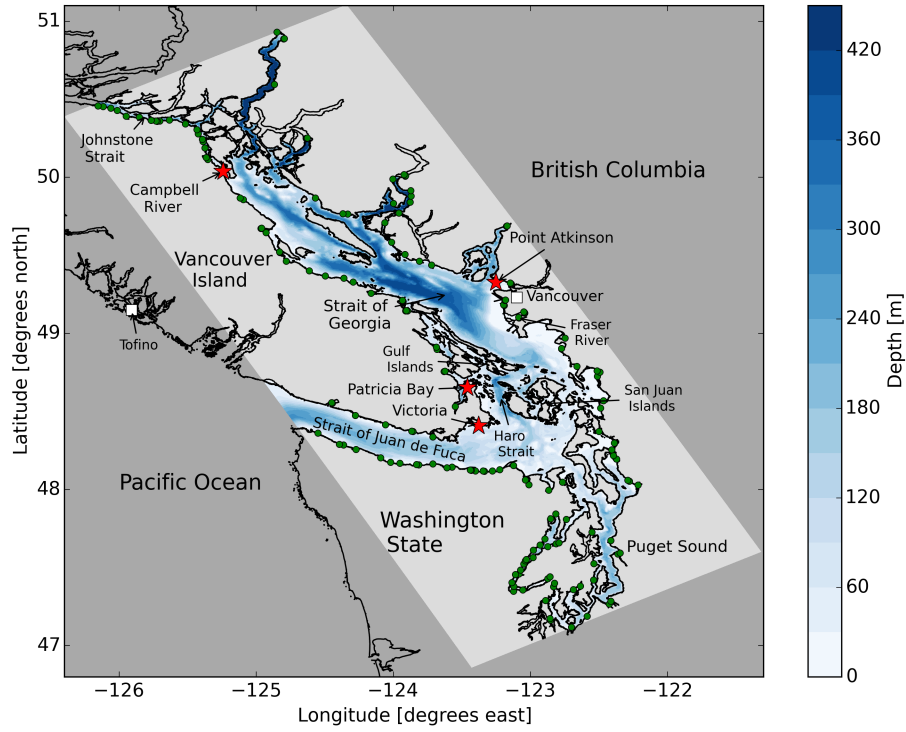 51
50
49
48
47
Latitude [degrees north]
−126
−125
−124
−123
−122
Longitude [degrees east]
Johnstone
Strait
Campbell
River
British Columbia
Point Atkinson
Vancouver
Island
Vancouver
Strait of
Georgia
Fraser
River
Tofino
Gulf
Islands
Patricia Bay
San Juan
Islands
Victoria
Haro
Strait
Strait of Juan de Fuca
Pacific Ocean
Washington
State
Puget Sound
420
360
300
240
180
120
60
0
Depth [m]